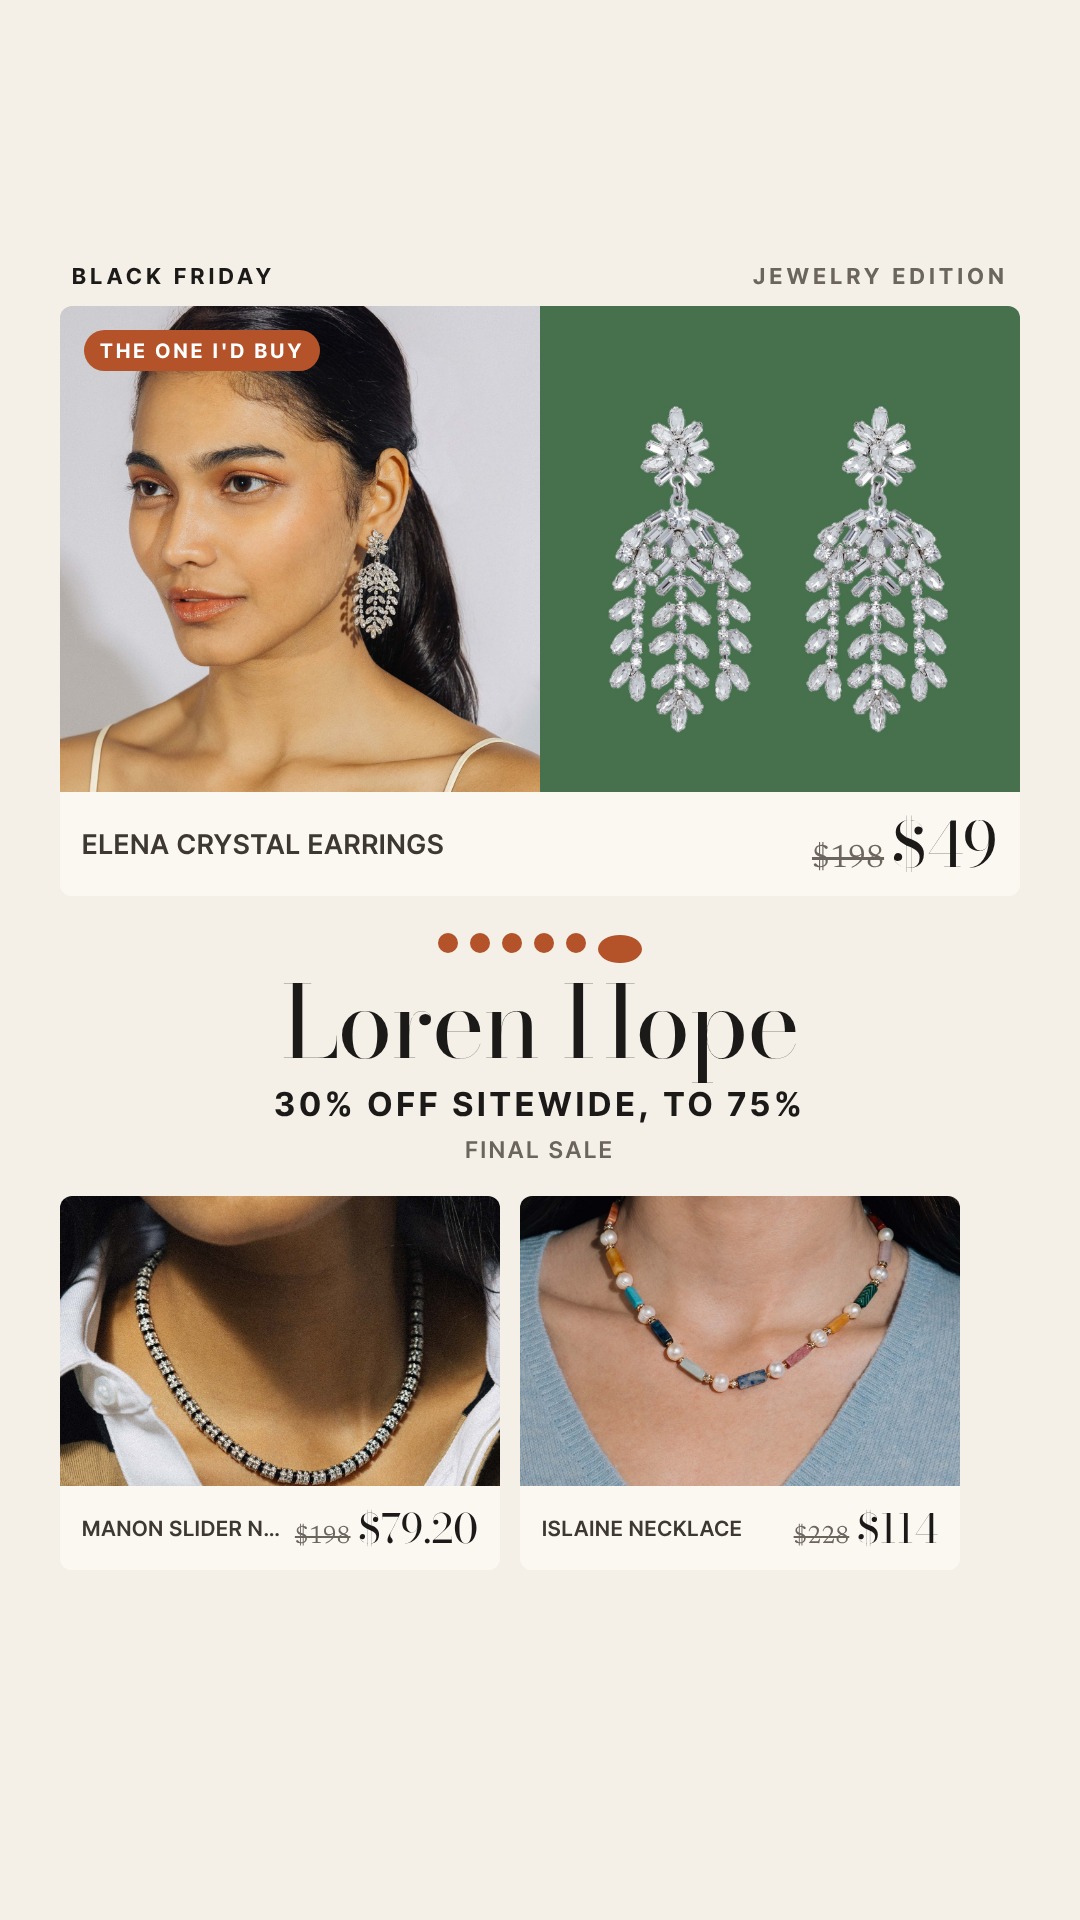 BLACK FRIDAY
JEWELRY EDITION
THE ONE I'D BUY
ELENA CRYSTAL EARRINGS
$198 $49
Loren Hope
30% OFF SITEWIDE, TO 75%
FINAL SALE
MANON SLIDER N... $198 $79.20
ISLAINE NECKLACE $228 $114